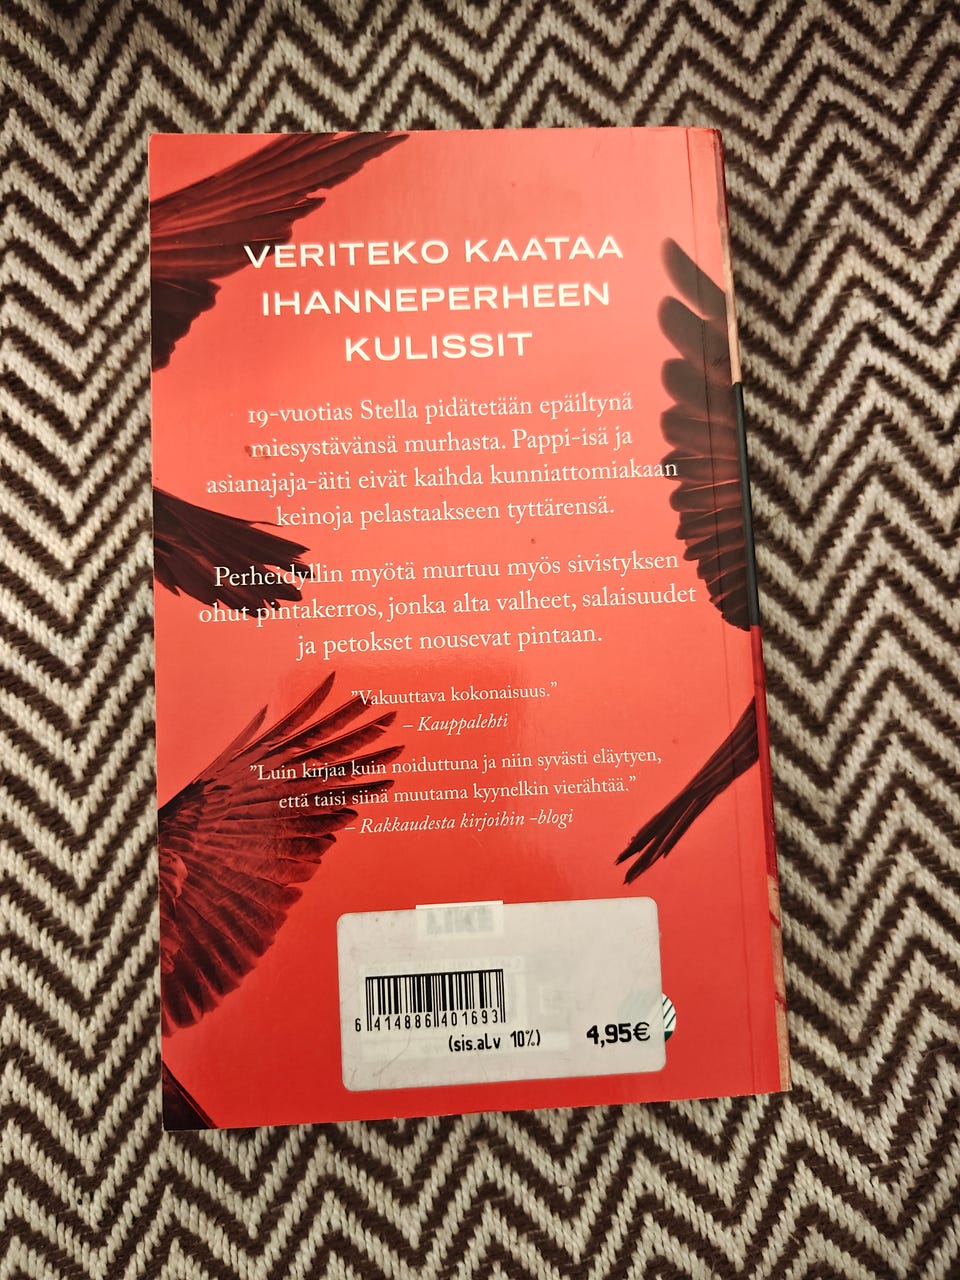 VERITEKO KAATAA
IHANNEPERHEEN
KULISSIT
19-vuotias Stella pidätetään epäiltynä
miesystävänsä murhasta. Pappi-isä ja
asianajaja-äiti eivät kaihda kunniattomiakaan
keinoja pelastaakseen tyttärensä.
Perheidyllin myötä murtuu myös sivistyksen
ohut pintakerros, jonka alta valheet, salaisuudet
ja petokset nousevat pintaan.
”Vakuuttava kokonaisuus.”
– Kauppalehti
”Luin kirjaa kuin noiduttuna ja niin syvästi eläytyen,
että taisi siinä muutama kyynelkin vierähtää.”
– Rakkaudesta kirjoihin -blogi
LIKE
6 414886 401693
(sis.alv 10%) 4,95€